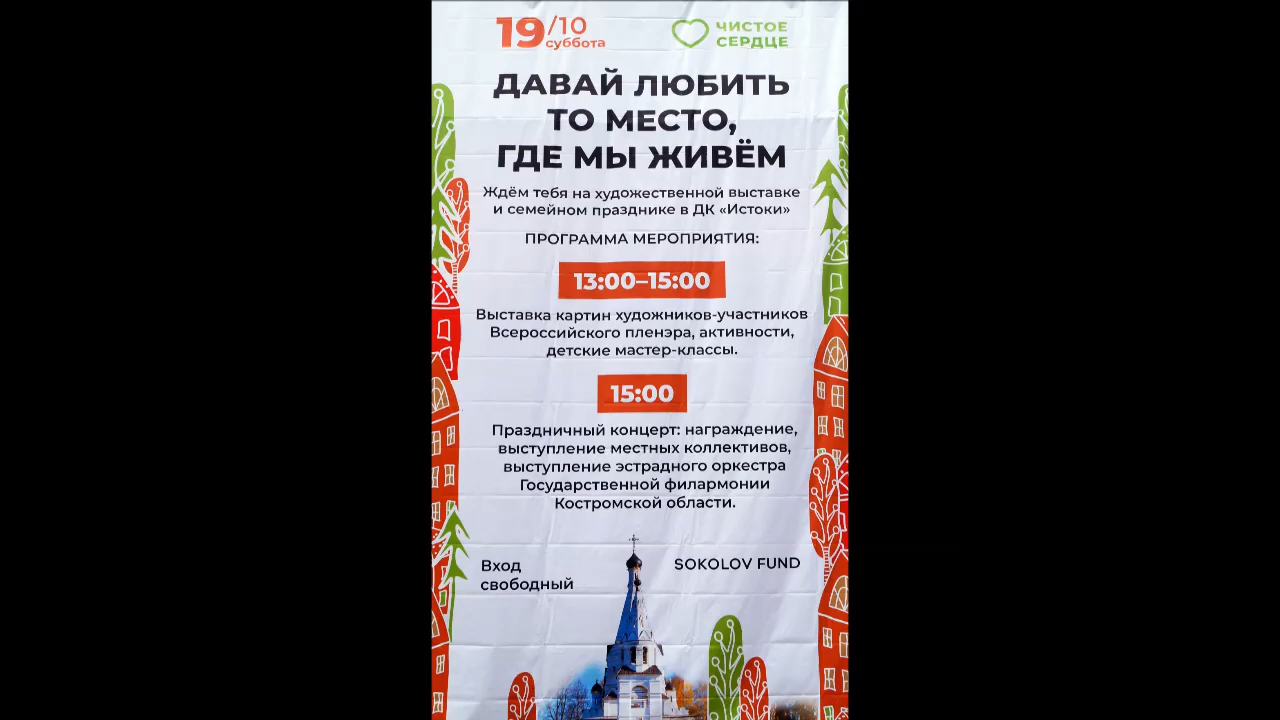 19/10
суббота
ЧИСТОЕ
СЕРДЦЕ
ДАВАЙ ЛЮБИТЬ
ТО МЕСТО,
ГДЕ МЫ ЖИВЁМ
Ждём тебя на художественной выставке
и семейном празднике в ДК «Истоки»
ПРОГРАММА МЕРОПРИЯТИЯ:
13:00–15:00
Выставка картин художников-участников
Всероссийского пленэра, активности,
детские мастер-классы.
15:00
Праздничный концерт: награждение,
выступление местных коллективов,
выступление эстрадного оркестра
Государственной филармонии
Костромской области.
Вход
свободный
SOKOLOV FUND